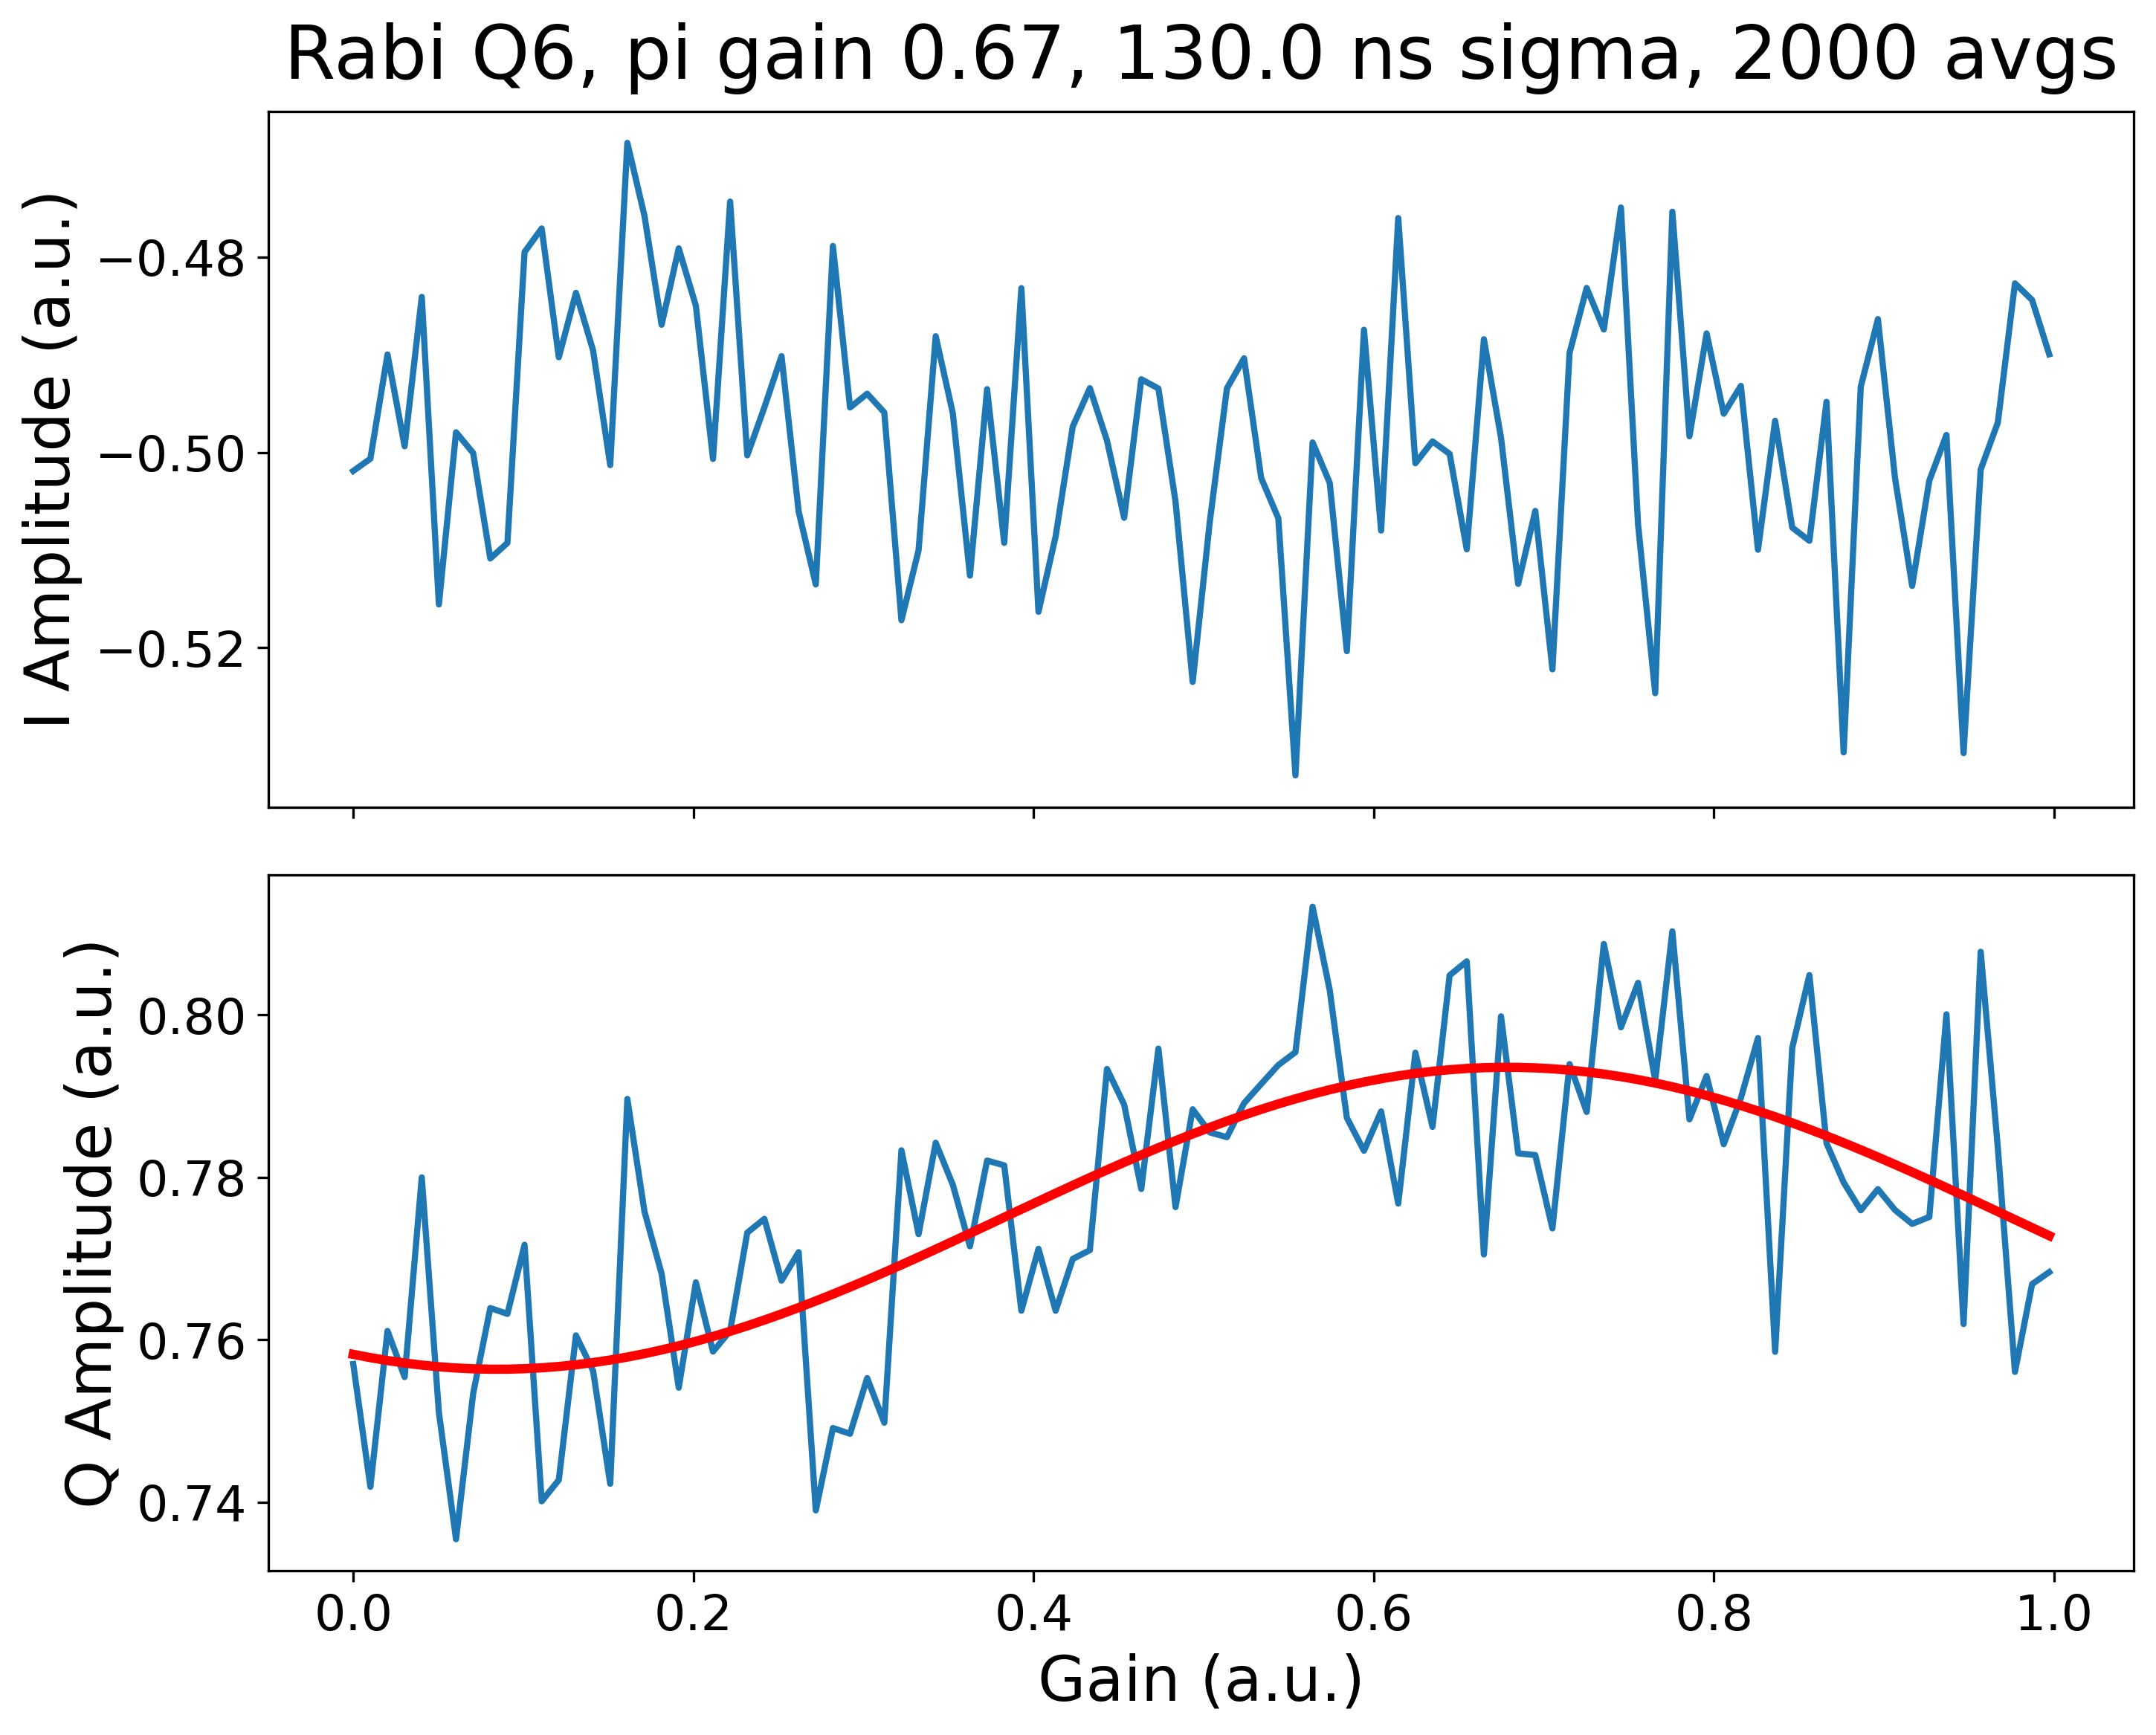 Rabi Q6, pi gain 0.67, 130.0 ns sigma, 2000 avgs
I Amplitude (a.u.)
−0.48
−0.50
−0.52
Q Amplitude (a.u.)
0.80
0.78
0.76
0.74
0.0 0.2 0.4 0.6 0.8 1.0
Gain (a.u.)